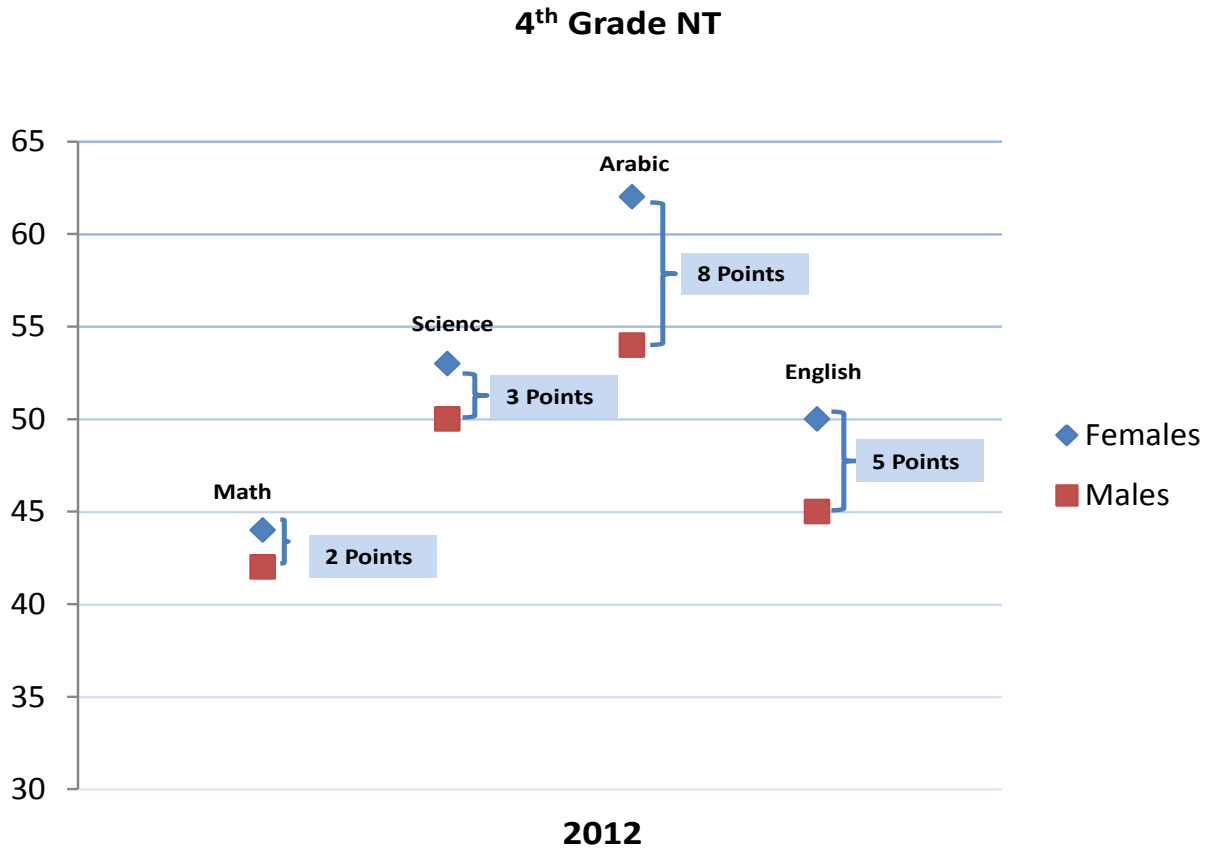 4th Grade NT
65
60
55
50
45
40
35
30
Arabic
8 Points
Science
3 Points
English
5 Points
Math
2 Points
Females
Males
2012